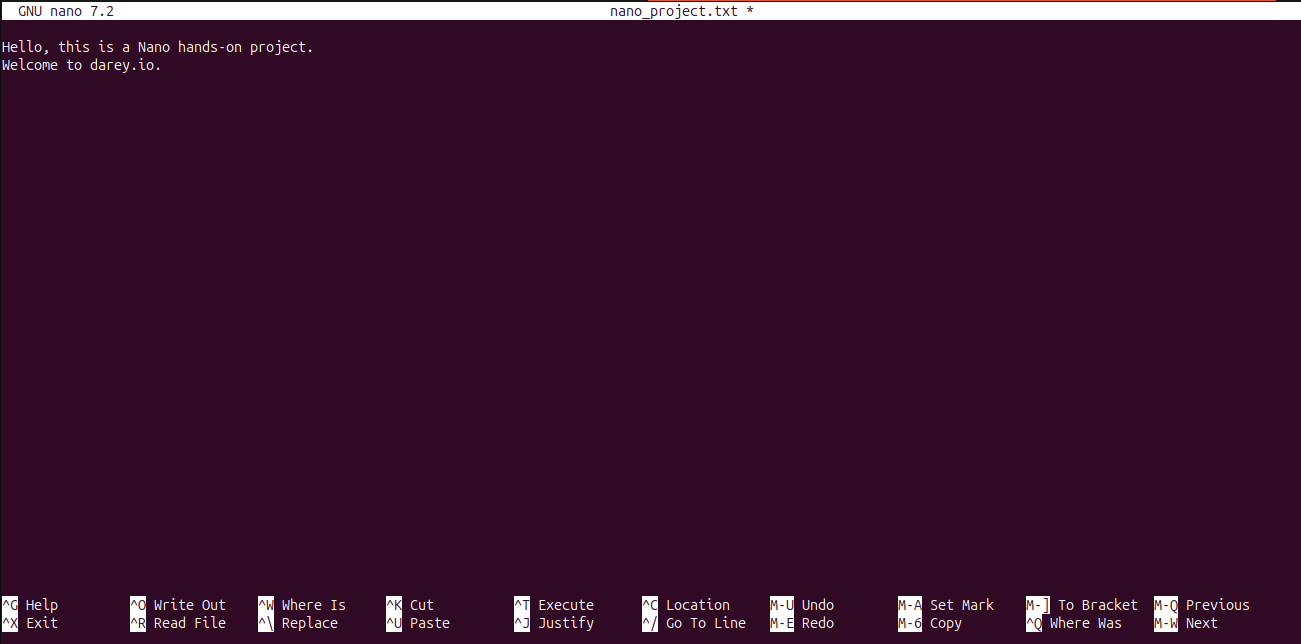 GNU nano 7.2 nano_project.txt *
Hello, this is a Nano hands-on project.
Welcome to darey.io.
^G Help ^O Write Out ^W Where Is ^K Cut ^T Execute ^C Location M-U Undo M-A Set Mark M-] To Bracket M-Q Previous
^X Exit ^R Read File ^\ Replace ^U Paste ^J Justify ^/ Go To Line M-E Redo M-6 Copy ^Q Where Was M-W Next